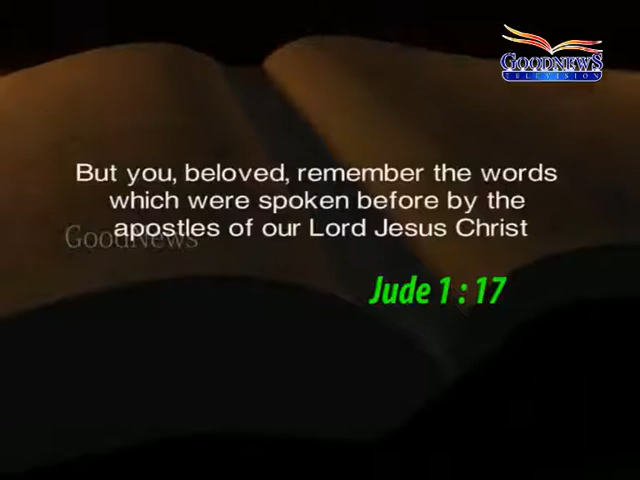 GOODNEWS
TELEVISION
But you, beloved, remember the words
which were spoken before by the
apostles of our Lord Jesus Christ
GoodNews
Jude 1 : 17